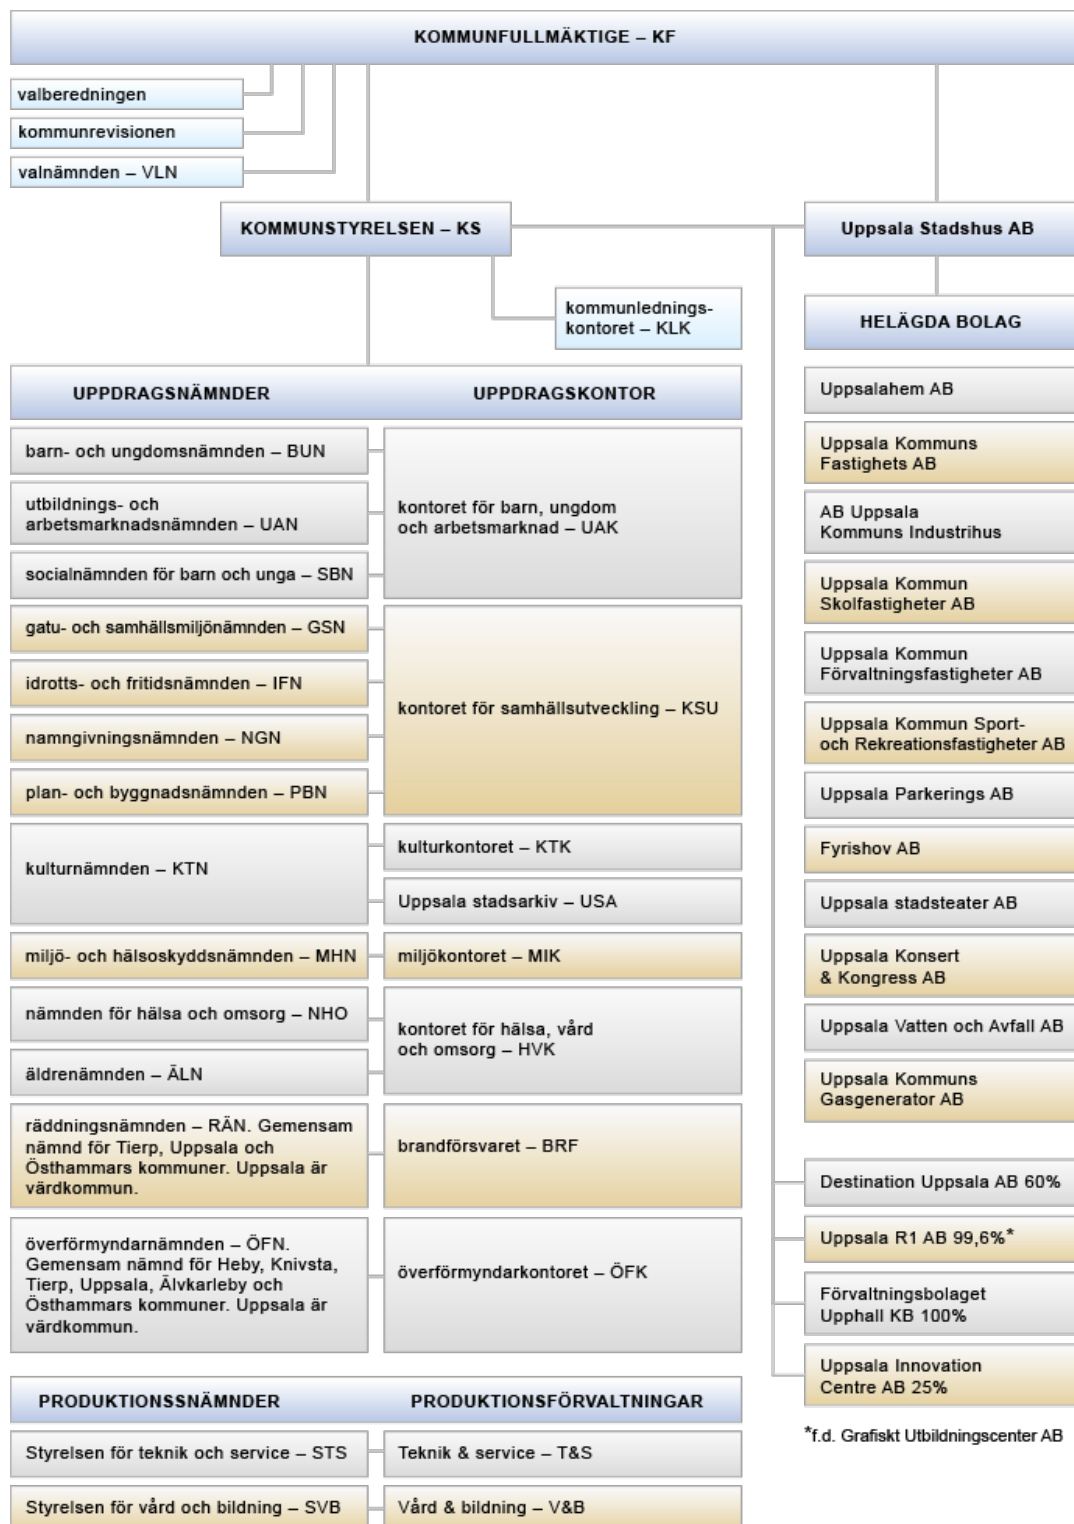 KOMMUNFULLMÄKTIGE – KF
valberedningen
kommunrevisionen
valnämnden – VLN
KOMMUNSTYRELSEN – KS
Uppsala Stadshus AB
kommunlednings-
kontoret – KLK
HELÄGDA BOLAG
UPPDRAGSNÄMNDER
UPPDRAGSKONTOR
barn- och ungdomsnämnden – BUN
utbildnings- och
arbetsmarknadsnämnden – UAN
socialnämnden för barn och unga – SBN
kontoret för barn, ungdom
och arbetsmarknad – UAK
gatu- och samhällsmiljönämnden – GSN
idrotts- och fritidsnämnden – IFN
namngivningsnämnden – NGN
plan- och byggnadsnämnden – PBN
kontoret för samhällsutveckling – KSU
kulturnämnden – KTN
kulturkontoret – KTK
Uppsala stadsarkiv – USA
miljö- och hälsoskyddsnämnden – MHN
miljökontoret – MIK
nämnden för hälsa och omsorg – NHO
äldrenämnden – ÄLN
kontoret för hälsa, vård
och omsorg – HVK
räddningsnämnden – RÄN. Gemensam
nämnd för Tierp, Uppsala och
Östhammars kommuner. Uppsala är
värdkommun.
brandförsvaret – BRF
överförmyndarnämnden – ÖFN.
Gemensam nämnd för Heby, Knivsta,
Tierp, Uppsala, Älvkarleby och
Östhammars kommuner. Uppsala är
värdkommun.
överförmyndarkontoret – ÖFK
PRODUKTIONSSNÄMNDER
PRODUKTIONSFÖRVALTNINGAR
Styrelsen för teknik och service – STS
Teknik & service – T&S
Styrelsen för vård och bildning – SVB
Vård & bildning – V&B
Uppsalahem AB
Uppsala Kommuns
Fastighets AB
AB Uppsala
Kommuns Industrihus
Uppsala Kommun
Skolfastigheter AB
Uppsala Kommun
Förvaltningsfastigheter AB
Uppsala Kommun Sport-
och Rekreationsfastigheter AB
Uppsala Parkerings AB
Fyrishov AB
Uppsala stadsteater AB
Uppsala Konsert
& Kongress AB
Uppsala Vatten och Avfall AB
Uppsala Kommuns
Gasgenerator AB
Destination Uppsala AB 60%
Uppsala R1 AB 99,6%*
Förvaltningsbolaget
Upphall KB 100%
Uppsala Innovation
Centre AB 25%
*f.d. Grafiskt Utbildningscenter AB